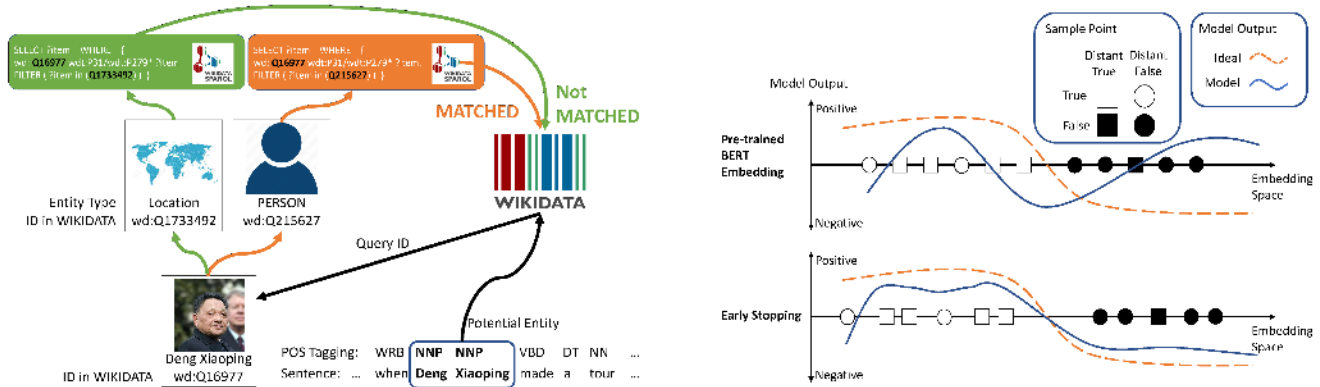 SELECT ?item WHERE {
wd:Q16977 wdt:P31/wdt:P279* ?item
FILTER ( ?item in (Q1733492)) }
WIKIDATA
SPARQL
SELECT ?item WHERE {
wd:Q16977 wdt:P31/wdt:P279* ?item.
FILTER ( ?item in (Q215627)) }
WIKIDATA
SPARQL
MATCHED
Not
MATCHED
WIKIDATA
Entity Type
ID in WIKIDATA
Location
wd:Q1733492
PERSON
wd:Q215627
Query ID
Potential Entity
Deng Xiaoping
ID in WIKIDATA wd:Q16977
POS Tagging: WRB NNP NNP VBD DT NN ...
Sentence: ... when Deng Xiaoping made a tour ...
Sample Point
Distant True
Distant False
True
False
Model Output
Ideal
Model
Model Output
Positive
Pre-trained
BERT
Embedding
Negative
Embedding
Space
Positive
Early Stopping
Negative
Embedding
Space